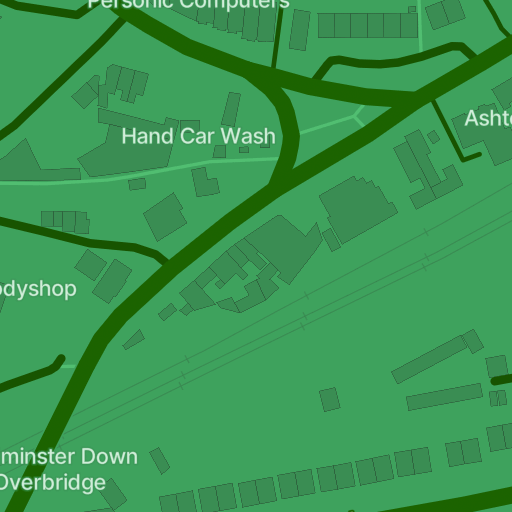 Personic Computers
Hand Car Wash
Ashto
odyshop
minster Down
Overbridge